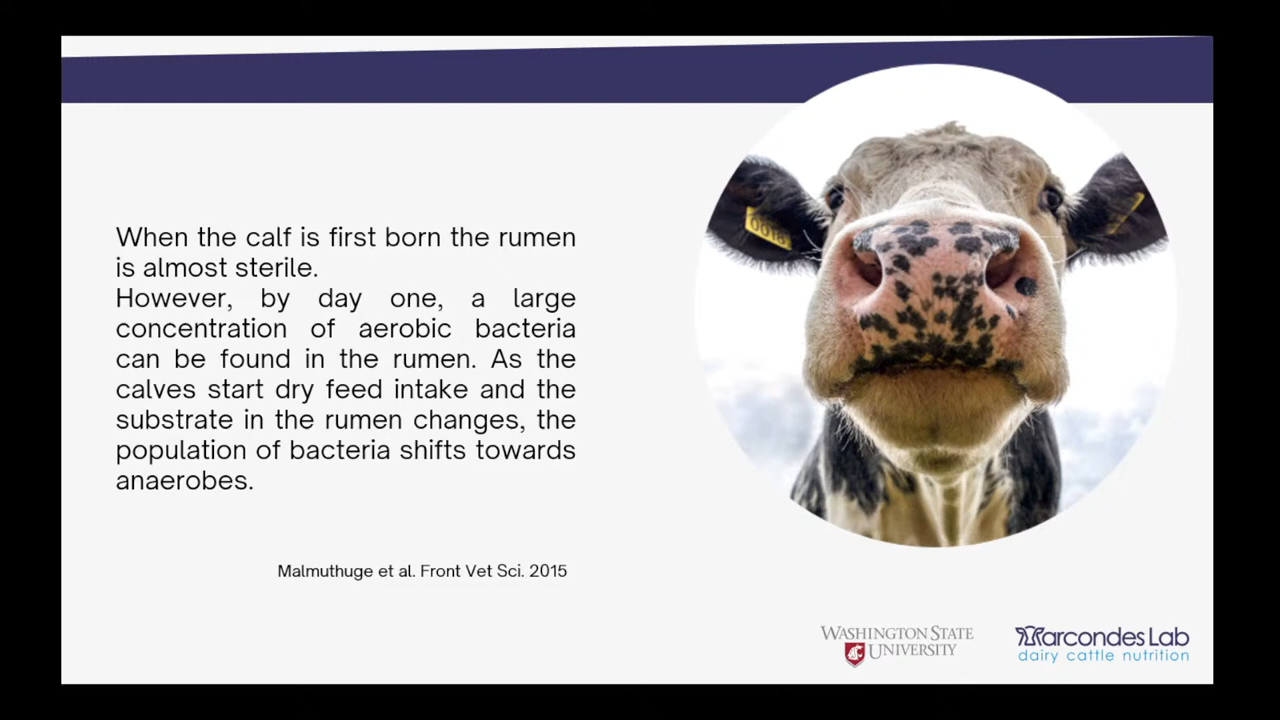 When the calf is first born the rumen
is almost sterile.
However, by day one, a large
concentration of aerobic bacteria
can be found in the rumen. As the
calves start dry feed intake and the
substrate in the rumen changes, the
population of bacteria shifts towards
anaerobes.
Malmuthuge et al. Front Vet Sci. 2015
0018
WASHINGTON STATE
UNIVERSITY
Marcondes Lab
dairy cattle nutrition